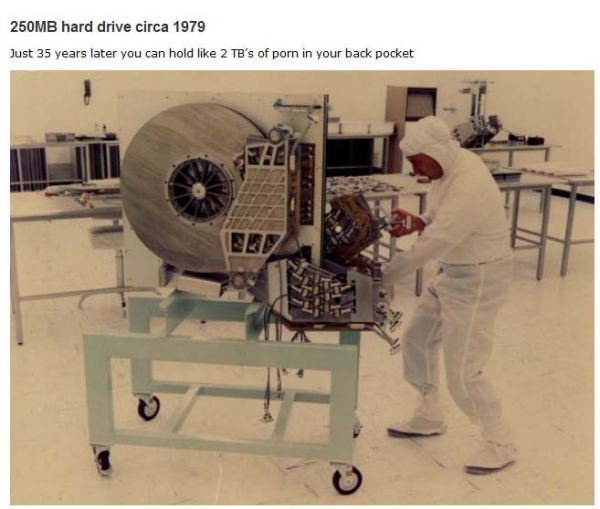 250MB hard drive circa 1979
Just 35 years later you can hold like 2 TB's of porn in your back pocket